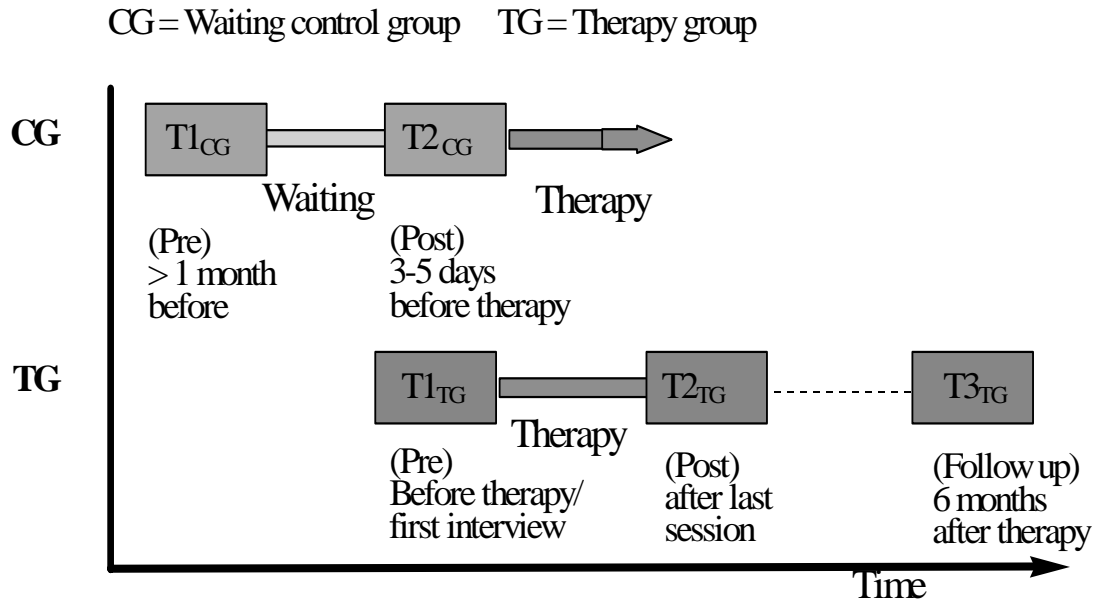 CG = Waiting control group TG = Therapy group
CG
T1CG
T2CG
Waiting
Therapy
(Pre)
> 1 month
before
(Post)
3-5 days
before therapy
TG
T1TG
T2TG
T3TG
Therapy
(Pre)
Before therapy/
first interview
(Post)
after last
session
(Follow up)
6 months
after therapy
Time